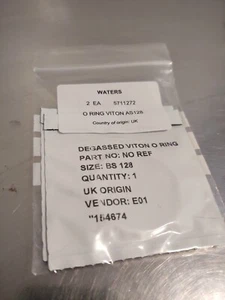 WATERS
2 EA 5711272
O RING VITON AS128
Country of origin: UK
DEGASSED VITON O RING
PART NO: NO REF
SIZE: BS 128
QUANTITY: 1
UK ORIGIN
VENDOR: E01
"154674